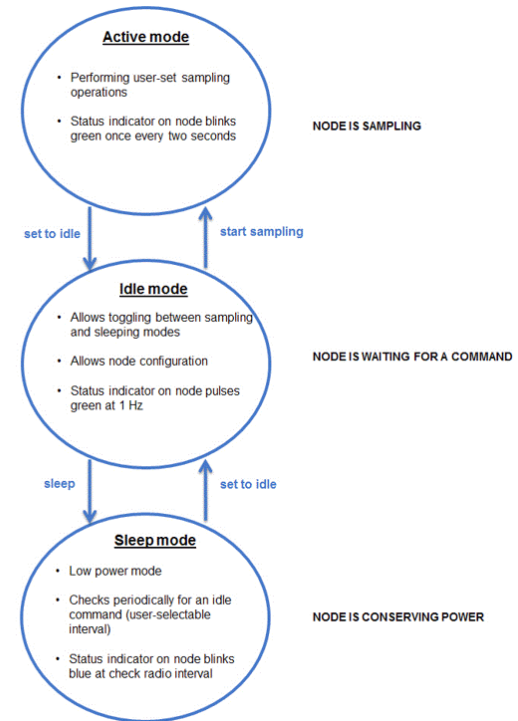 Active mode
• Performing user-set sampling
operations
• Status indicator on node blinks
green once every two seconds
NODE IS SAMPLING
set to idle
start sampling
Idle mode
• Allows toggling between sampling
and sleeping modes
• Allows node configuration
• Status indicator on node pulses
green at 1 Hz
NODE IS WAITING FOR A COMMAND
sleep
set to idle
Sleep mode
• Low power mode
• Checks periodically for an idle
command (user-selectable
interval)
• Status indicator on node blinks
blue at check radio interval
NODE IS CONSERVING POWER